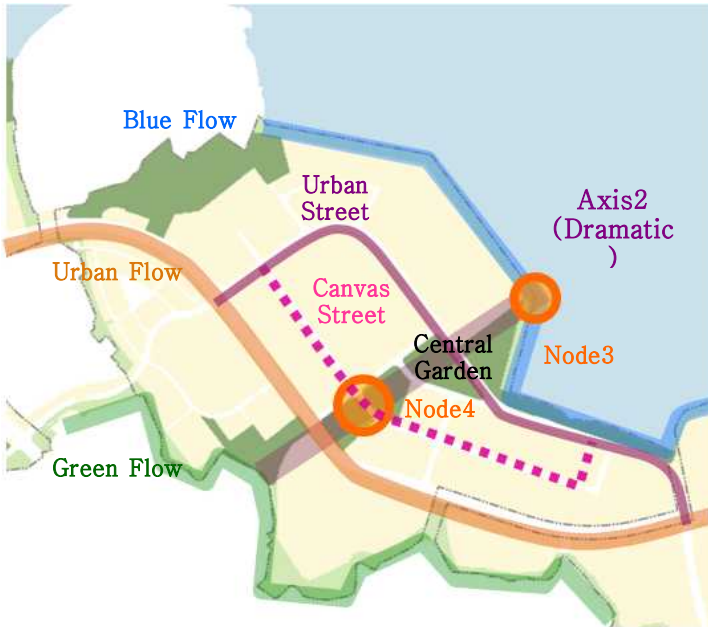 Blue Flow
Urban
Street
Axis2
(Dramatic
)
Urban Flow
Canvas
Street
Central
Garden
Node3
Node4
Green Flow